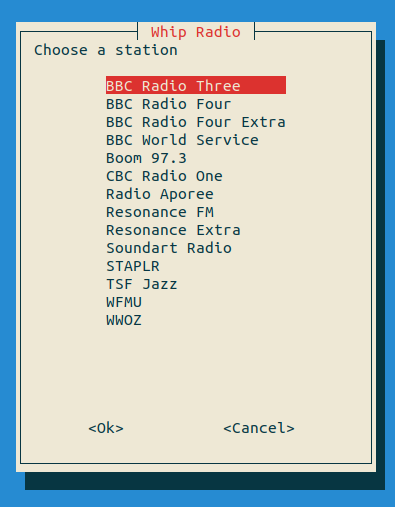 Whip Radio
Choose a station
BBC Radio Three
BBC Radio Four
BBC Radio Four Extra
BBC World Service
Boom 97.3
CBC Radio One
Radio Aporee
Resonance FM
Resonance Extra
Soundart Radio
STAPLR
TSF Jazz
WFMU
WWOZ
<Ok> <Cancel>